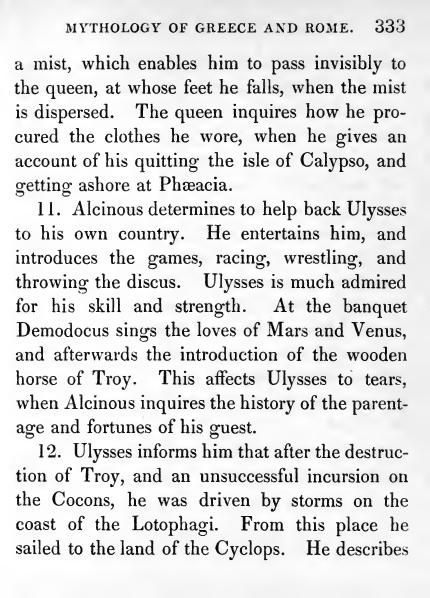 MYTHOLOGY OF GREECE AND ROME. 333
a mist, which enables him to pass invisibly to
the queen, at whose feet he falls, when the mist
is dispersed. The queen inquires how he pro-
cured the clothes he wore, when he gives an
account of his quitting the isle of Calypso, and
getting ashore at Phæacia.
11. Alcinous determines to help back Ulysses
to his own country. He entertains him, and
introduces the games, racing, wrestling, and
throwing the discus. Ulysses is much admired
for his skill and strength. At the banquet
Demodocus sings the loves of Mars and Venus,
and afterwards the introduction of the wooden
horse of Troy. This affects Ulysses to tears,
when Alcinous inquires the history of the parent-
age and fortunes of his guest.
12. Ulysses informs him that after the destruc-
tion of Troy, and an unsuccessful incursion on
the Cocons, he was driven by storms on the
coast of the Lotophagi. From this place he
sailed to the land of the Cyclops. He describes